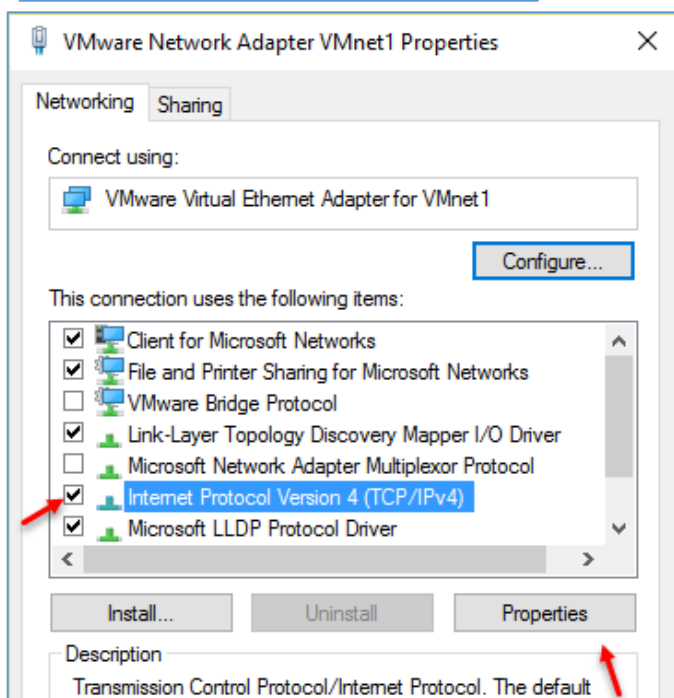 VMware Network Adapter VMnet1 Properties
Networking Sharing
Connect using:
VMware Virtual Ethernet Adapter for VMnet1
Configure...
This connection uses the following items:
Client for Microsoft Networks
File and Printer Sharing for Microsoft Networks
VMware Bridge Protocol
Link-Layer Topology Discovery Mapper I/O Driver
Microsoft Network Adapter Multiplexor Protocol
Internet Protocol Version 4 (TCP/IPv4)
Microsoft LLDP Protocol Driver
Install... Uninstall Properties
Description
Transmission Control Protocol/Internet Protocol. The default